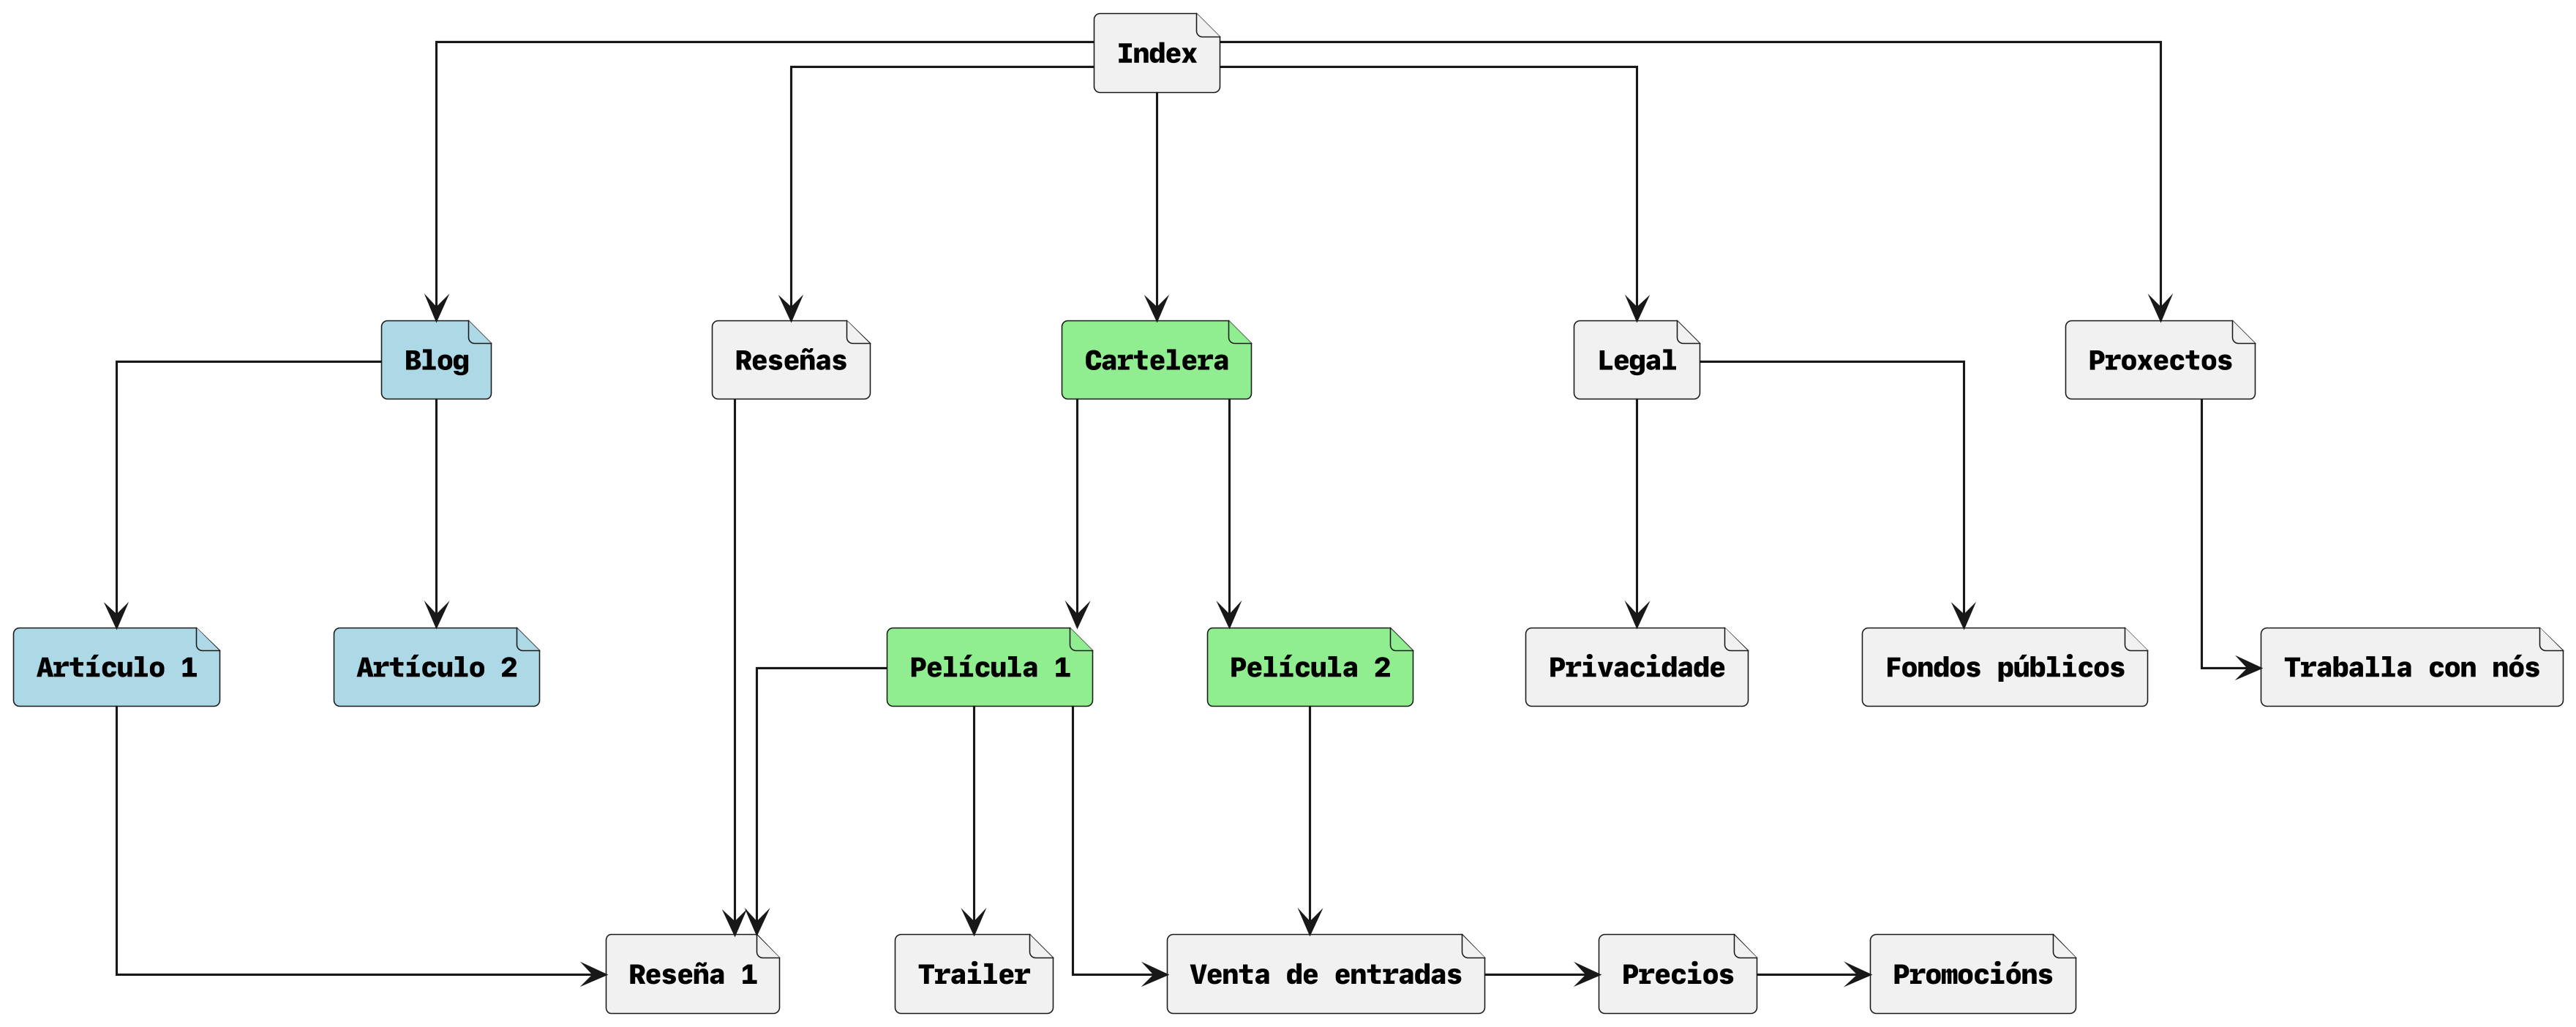 Index
Blog
Reseñas
Cartelera
Legal
Proxectos
Artículo 1
Artículo 2
Película 1
Película 2
Privacidade
Fondos públicos
Traballa con nós
Reseña 1
Trailer
Venta de entradas
Precios
Promocións